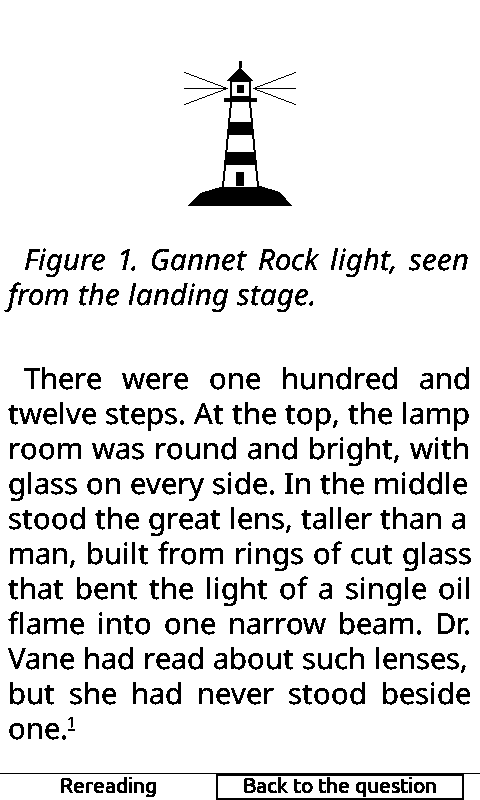 Figure 1. Gannet Rock light, seen
from the landing stage.
There were one hundred and
twelve steps. At the top, the lamp
room was round and bright, with
glass on every side. In the middle
stood the great lens, taller than a
man, built from rings of cut glass
that bent the light of a single oil
flame into one narrow beam. Dr.
Vane had read about such lenses,
but she had never stood beside
one.1
Rereading
Back to the question